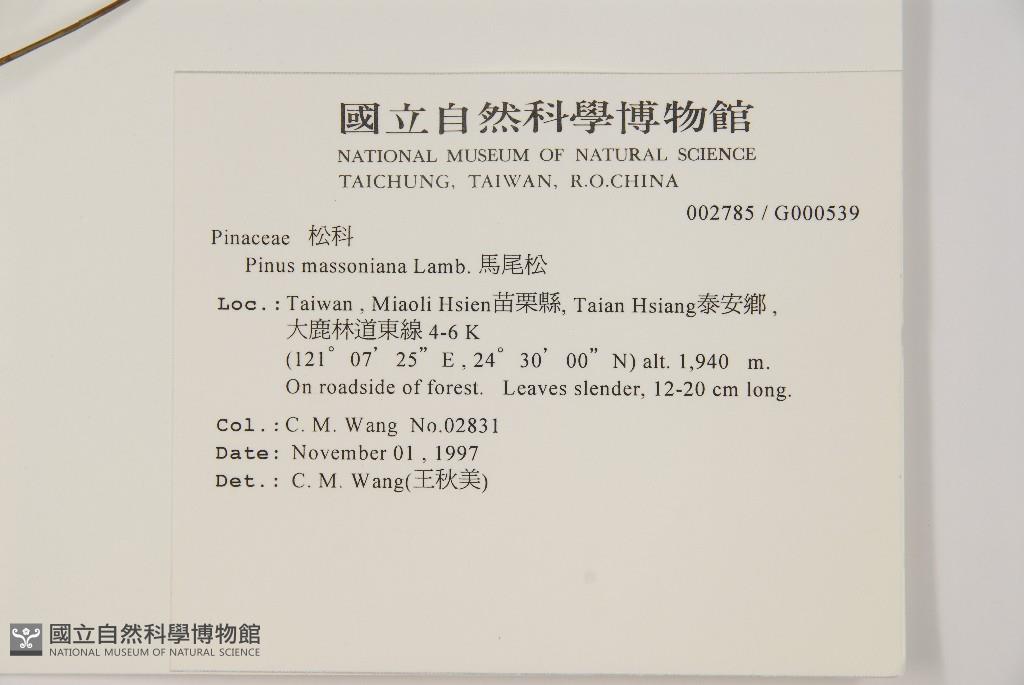 國立自然科學博物館
NATIONAL MUSEUM OF NATURAL SCIENCE
TAICHUNG, TAIWAN, R.O.CHINA
002785 / G000539
Pinaceae 松科
Pinus massoniana Lamb. 馬尾松
Loc.: Taiwan , Miaoli Hsien苗栗縣, Taian Hsiang泰安鄉 ,
大鹿林道東線 4-6 K
(121° 07’ 25” E , 24° 30’ 00” N) alt. 1,940 m.
On roadside of forest. Leaves slender, 12-20 cm long.
Col.: C. M. Wang No.02831
Date: November 01 , 1997
Det.: C. M. Wang(王秋美)
國立自然科學博物館
NATIONAL MUSEUM OF NATURAL SCIENCE